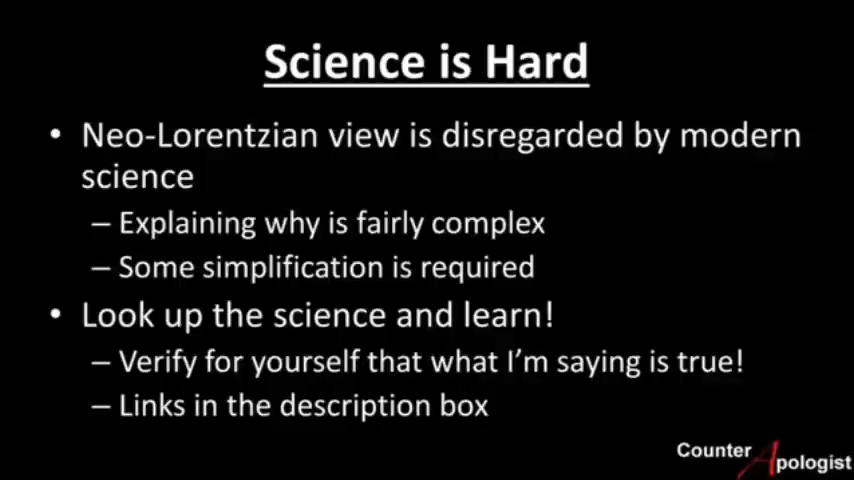 Science is Hard
• Neo-Lorentzian view is disregarded by modern
science
– Explaining why is fairly complex
– Some simplification is required
• Look up the science and learn!
– Verify for yourself that what I'm saying is true!
– Links in the description box
Counter Apologist